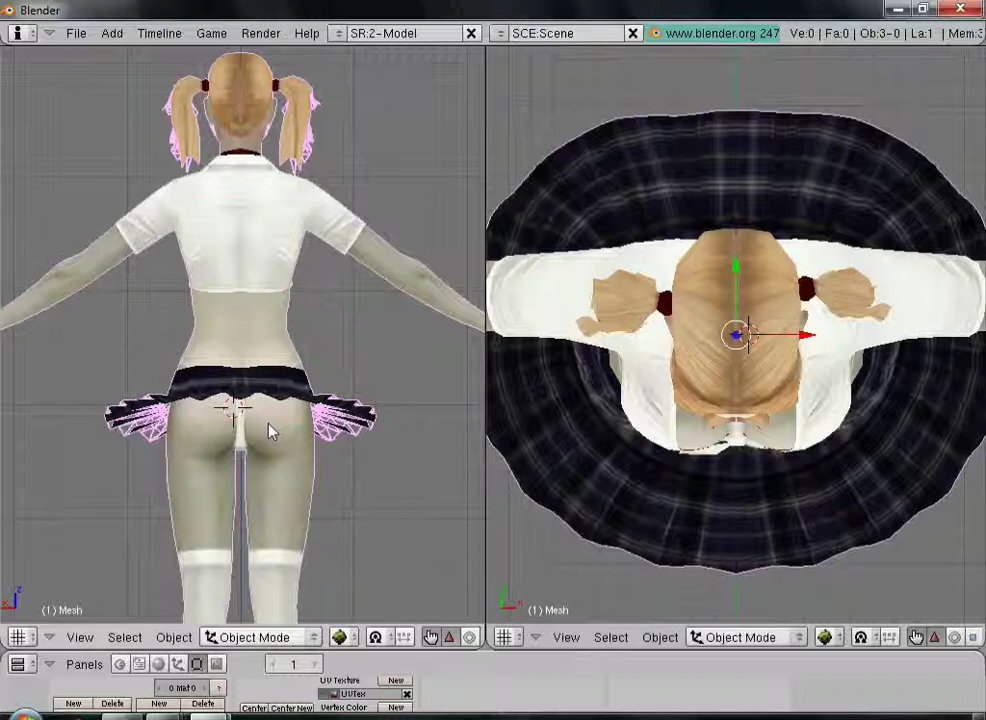 Blender
File Add Timeline Game Render Help SR:2-Model SCE:Scene www.blender.org 247 Ve:0 | Fa:0 | Ob:3-0 | La:1 | Mem:3
(1) Mesh (1) Mesh
View Select Object Object Mode View Select Object Object Mode
Panels 1
UV Texture New
0 Mat 0 ? UVTex
New Delete New Delete Center Center New Vertex Color New